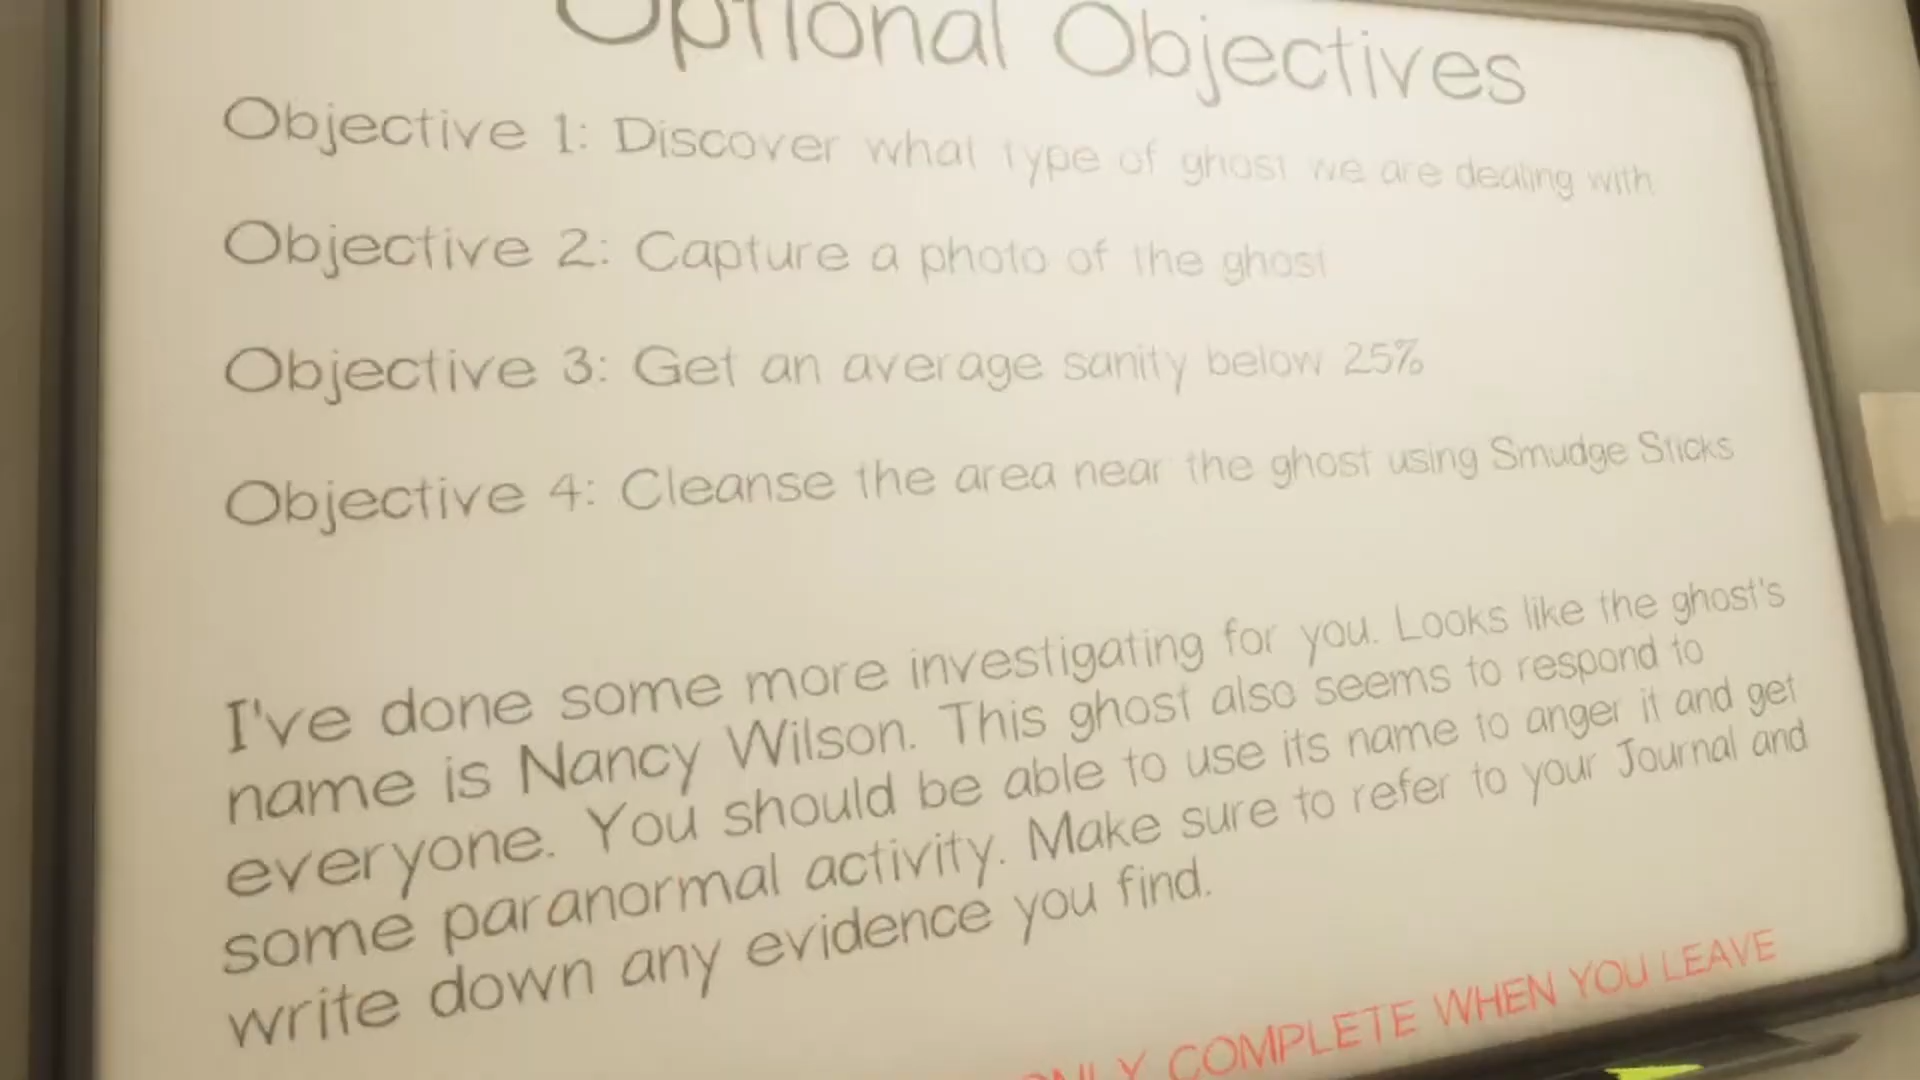 Optional Objectives
Objective 1: Discover what type of ghost we are dealing with
Objective 2: Capture a photo of the ghost
Objective 3: Get an average sanity below 25%
Objective 4: Cleanse the area near the ghost using Smudge Sticks
I've done some more investigating for you. Looks like the ghost's
name is Nancy Wilson. This ghost also seems to respond to
everyone. You should be able to use its name to anger it and get
some paranormal activity. Make sure to refer to your Journal and
write down any evidence you find.
ONLY COMPLETE WHEN YOU LEAVE